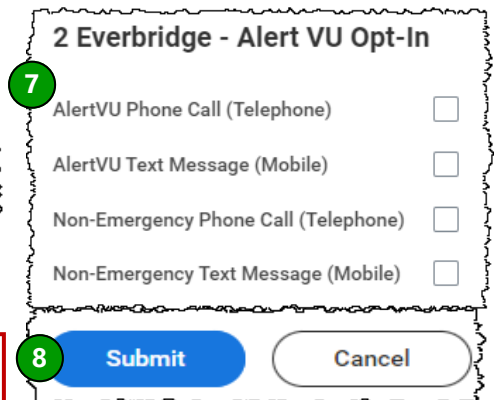 2 Everbridge - Alert VU Opt-In
7
AlertVU Phone Call (Telephone)
AlertVU Text Message (Mobile)
Non-Emergency Phone Call (Telephone)
Non-Emergency Text Message (Mobile)
8 Submit Cancel